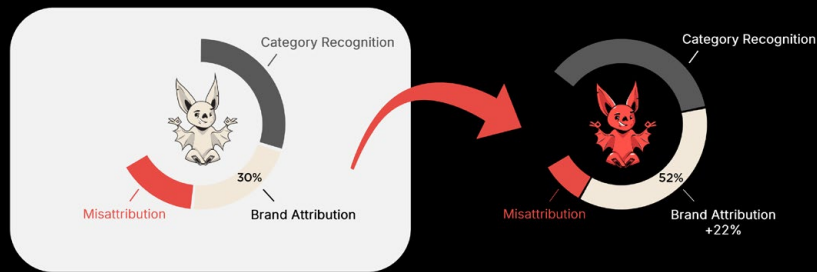 Category Recognition
30%
Misattribution
Brand Attribution
Category Recognition
52%
Misattribution
Brand Attribution
+22%